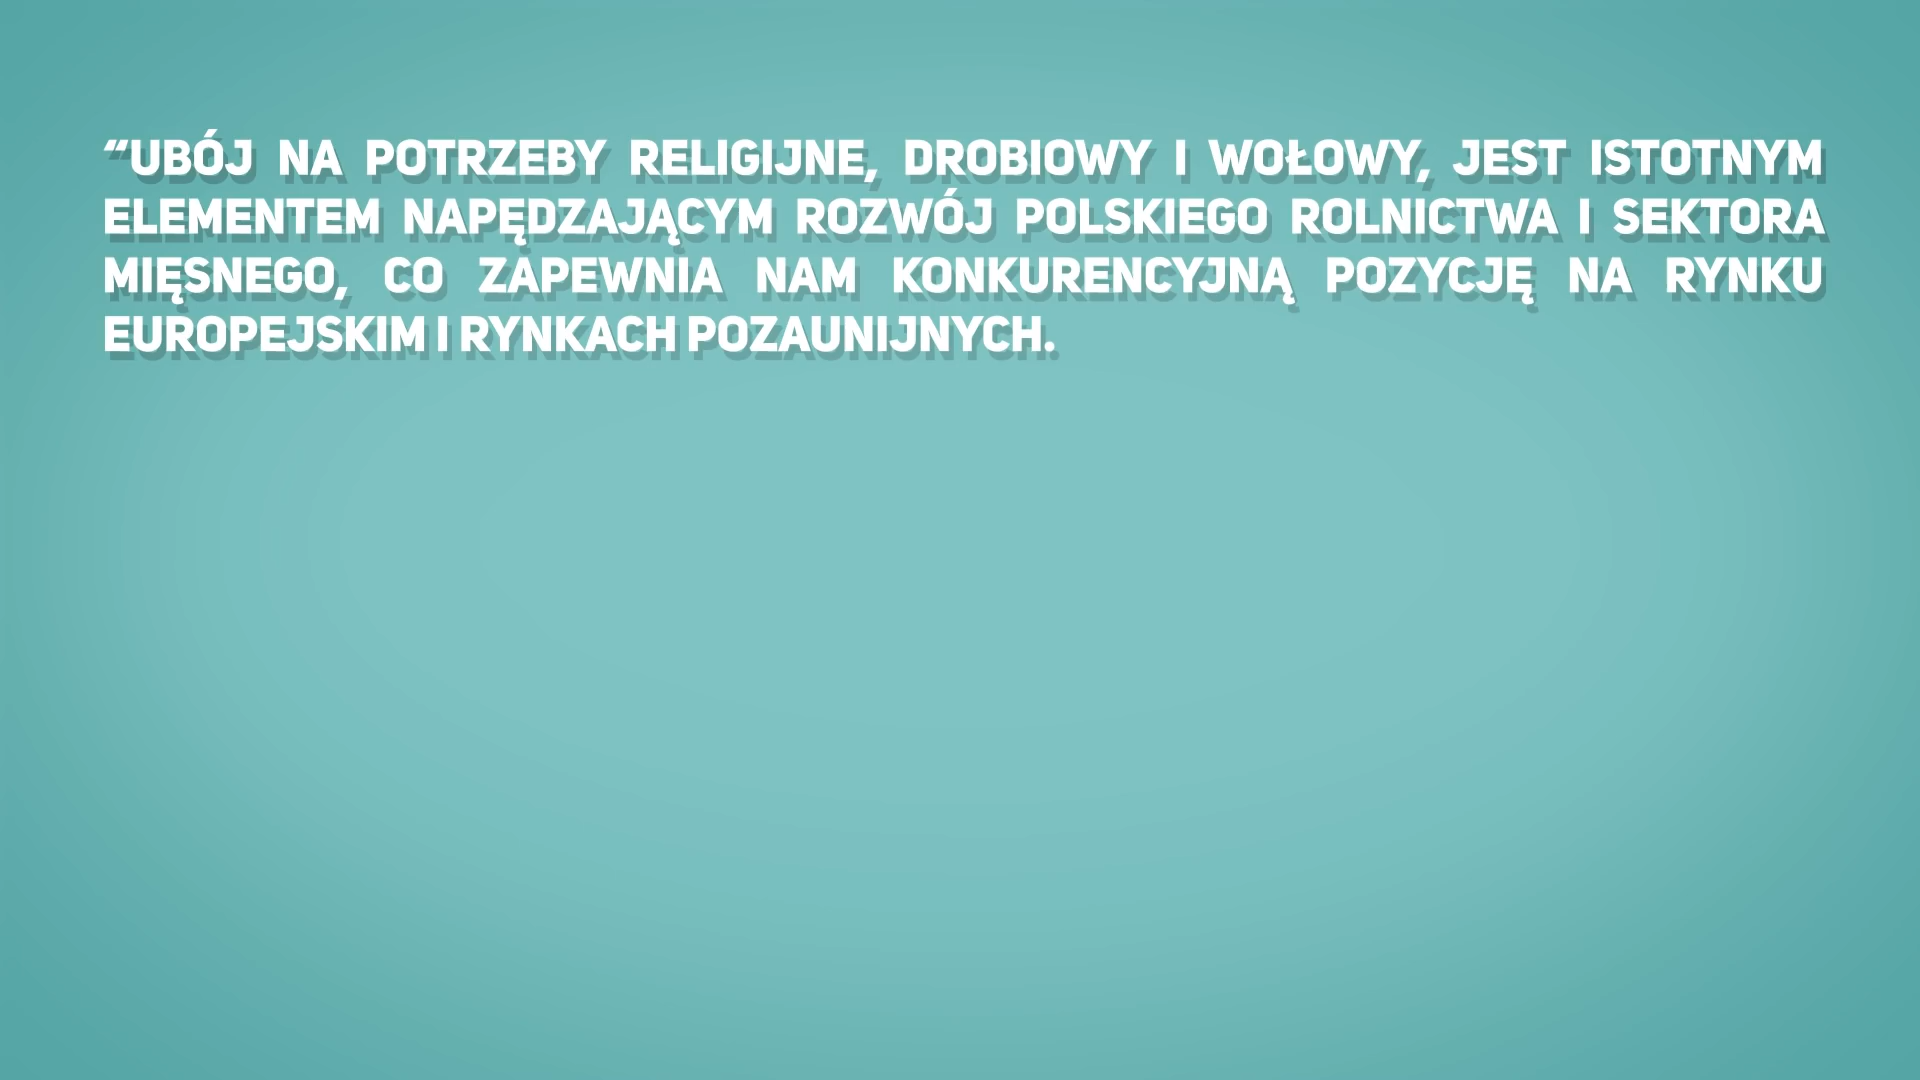 “UBÓJ NA POTRZEBY RELIGIJNE, DROBIOWY I WOŁOWY, JEST ISTOTNYM
ELEMENTEM NAPĘDZAJĄCYM ROZWÓJ POLSKIEGO ROLNICTWA I SEKTORA
MIĘSNEGO, CO ZAPEWNIA NAM KONKURENCYJNĄ POZYCJĘ NA RYNKU
EUROPEJSKIM I RYNKACH POZAUNIJNYCH.